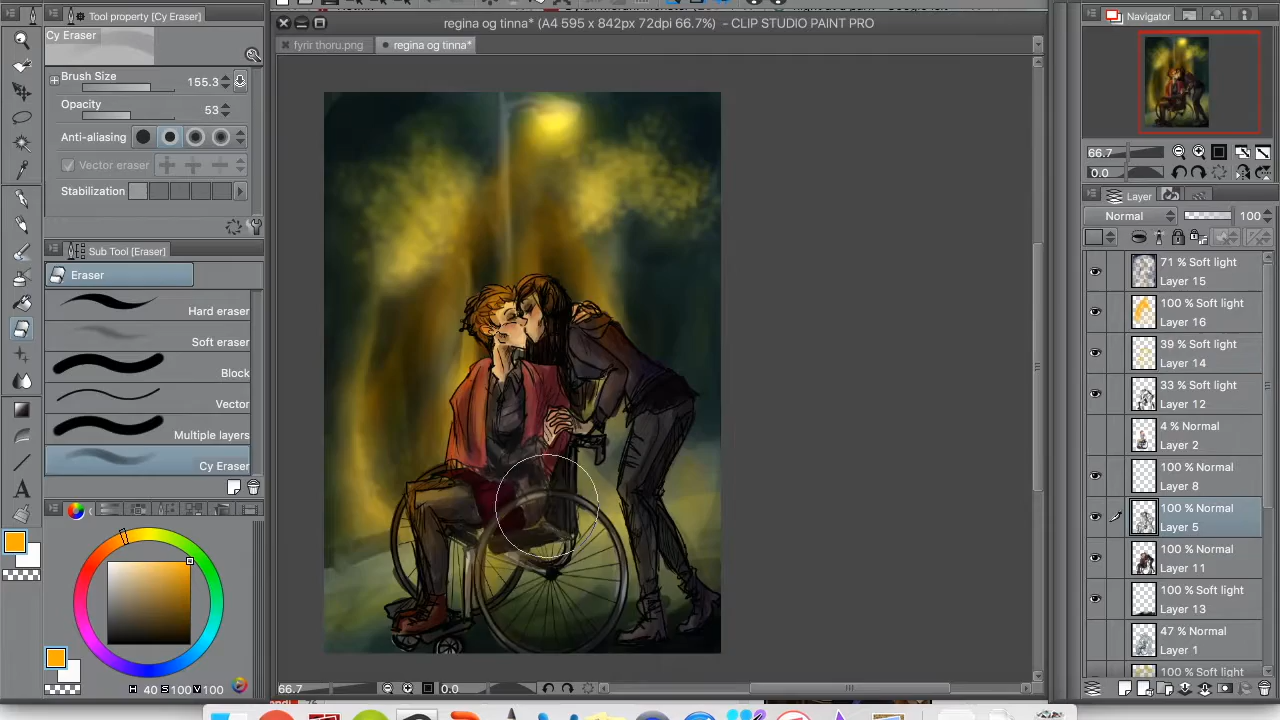 Tool property [Cy Eraser]
regina og tinna* (A4 595 x 842px 72dpi 66.7%) - CLIP STUDIO PAINT PRO
Navigator
Cy Eraser
fyrir thoru.png
regina og tinna*
Brush Size 155.3
Opacity 53
Anti-aliasing
Vector eraser
Stabilization
66.7
0.0
Layer
Normal 100
Sub Tool [Eraser]
Eraser
Hard eraser
Soft eraser
Block
Vector
Multiple layers
Cy Eraser
71 % Soft light
Layer 15
100 % Soft light
Layer 16
39 % Soft light
Layer 14
33 % Soft light
Layer 12
4 % Normal
Layer 2
100 % Normal
Layer 8
100 % Normal
Layer 5
100 % Normal
Layer 11
100 % Soft light
Layer 13
47 % Normal
Layer 1
100 % Soft light
H 40 S 100 V 100
66.7
0.0